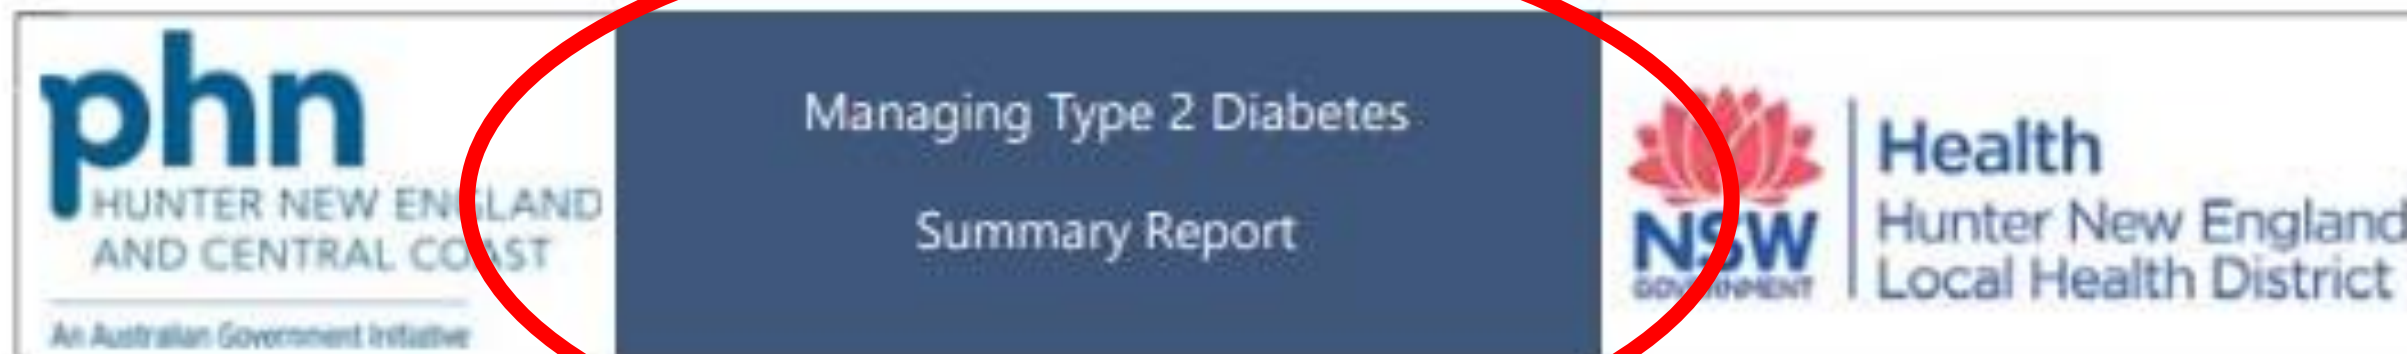 phn
HUNTER NEW ENGLAND
AND CENTRAL COAST
An Australian Government Initiative
Managing Type 2 Diabetes
Summary Report
NSW
GOVERNMENT
Health
Hunter New England
Local Health District